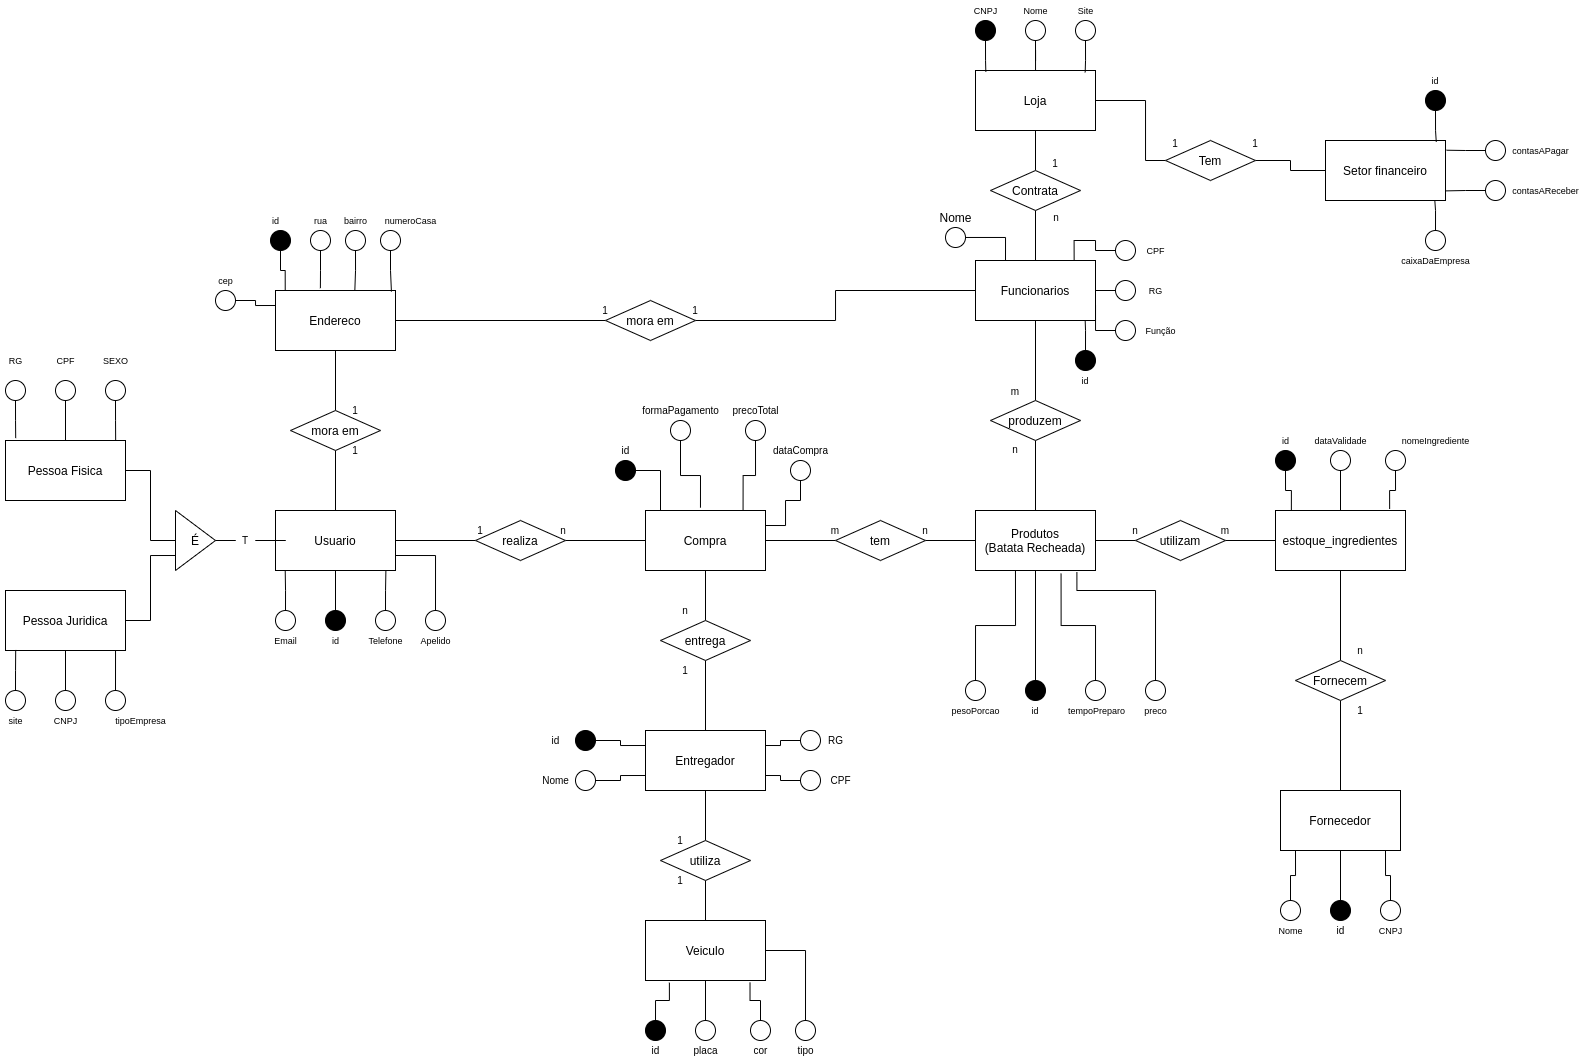 CNPJ
Nome
Site
Loja
id
1
Tem
1
contasAPagar
Setor financeiro
contasAReceber
caixaDaEmpresa
1
Contrata
n
Nome
CPF
Funcionarios
RG
Função
id
id
rua
bairro
numeroCasa
cep
Endereco
1
mora em
1
RG
CPF
SEXO
Pessoa Fisica
1
mora em
1
formaPagamento
precoTotal
id
dataCompra
m
produzem
n
id
dataValidade
nomeIngrediente
É
T
Usuario
1
realiza
n
Compra
m
tem
n
Produtos
(Batata Recheada)
n
utilizam
m
estoque_ingredientes
Pessoa Juridica
Email
id
Telefone
Apelido
site
CNPJ
tipoEmpresa
n
entrega
1
pesoPorcao
id
tempoPreparo
preco
n
Fornecem
1
id
RG
Entregador
Nome
CPF
Fornecedor
1
utiliza
1
Nome
id
CNPJ
Veiculo
id
placa
cor
tipo